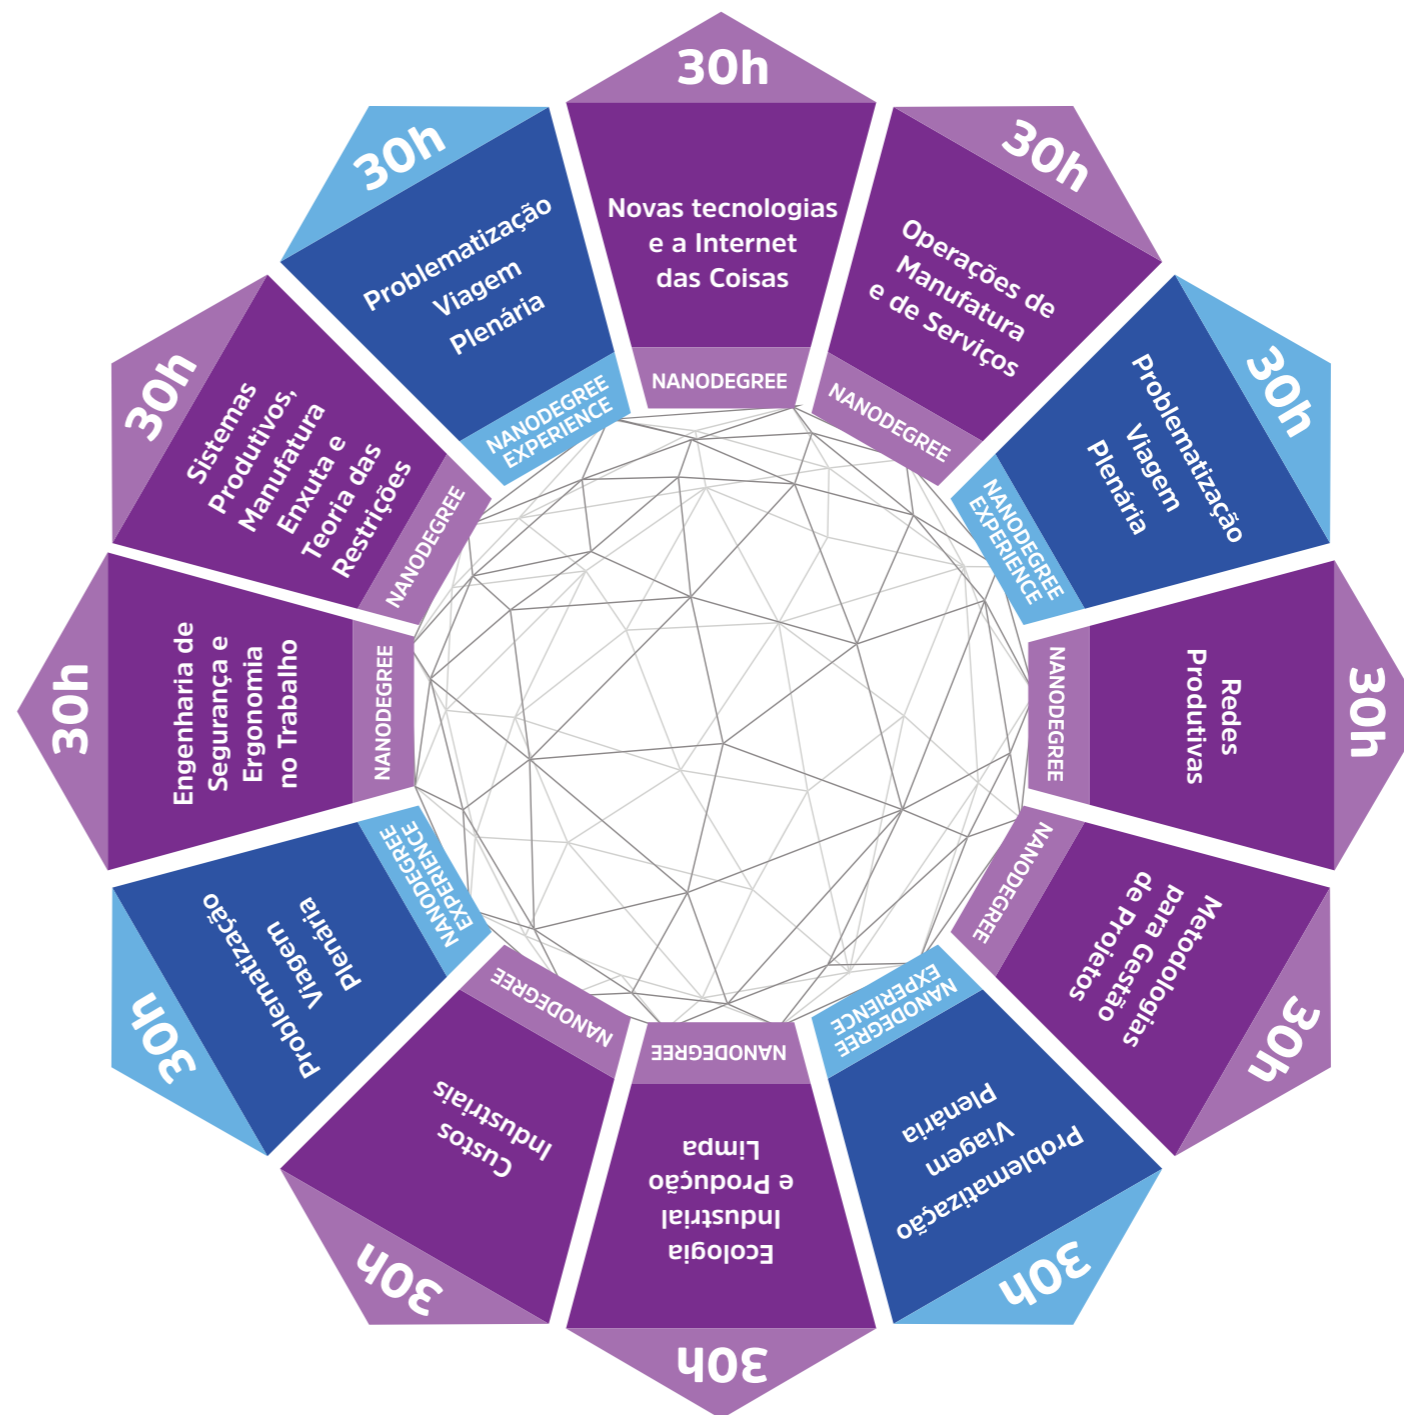 30h
Novas tecnologias
e a Internet
das Coisas
NANODEGREE
30h
Operações de
Manufatura
e de Serviços
NANODEGREE
30h
Problematização
Viagem
Plenária
NANODEGREE
EXPERIENCE
30h
Redes
Produtivas
NANODEGREE
30h
Metodologias
para Gestão
de Projetos
NANODEGREE
30h
Problematização
Viagem
Plenária
NANODEGREE
EXPERIENCE
30h
Ecologia
Industrial
e Produção
Limpa
NANODEGREE
30h
Custos
Industriais
NANODEGREE
30h
Problematização
Viagem
Plenária
NANODEGREE
EXPERIENCE
30h
Engenharia de
Segurança e
Ergonomia
no Trabalho
NANODEGREE
30h
Sistemas
Produtivos,
Manufatura
Enxuta e
Teoria das
Restrições
NANODEGREE
30h
Problematização
Viagem
Plenária
NANODEGREE
EXPERIENCE